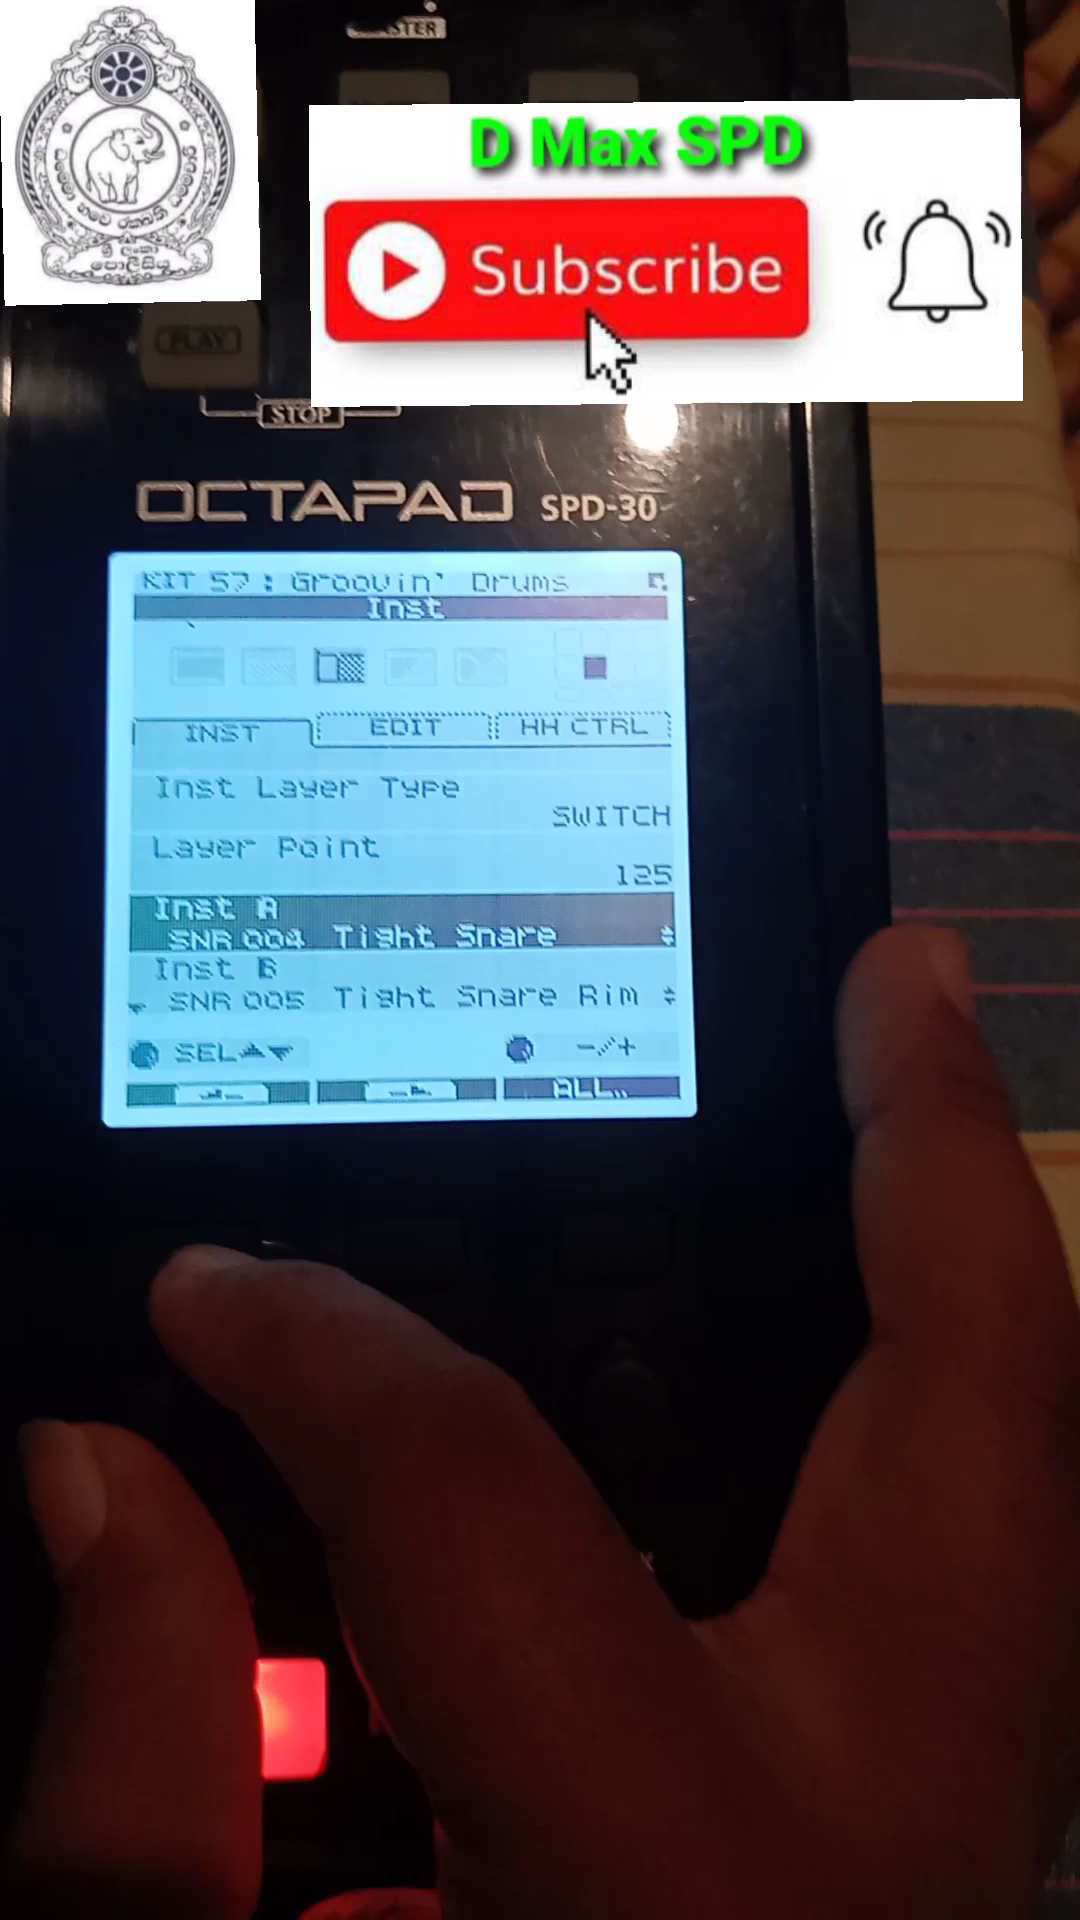 D Max SPD
Subscribe
ශ්‍රී ලංකා
පොලීසිය
PLAY
STOP
OCTAPAD SPD-30
KIT 57: Groovin' Drums
Inst
INST EDIT HH CTRL
Inst Layer Type
SWITCH
Layer Point
125
Inst A
SNR 004 Tight Snare
Inst B
SNR 005 Tight Snare Rim
SEL▲▼ -/+
ALL..